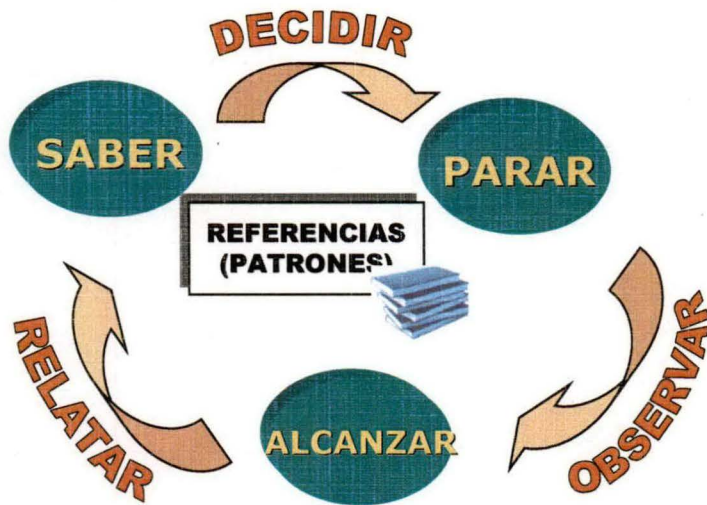 DECIDIR
SABER
PARAR
REFERENCIAS
(PATRONES)
OBSERVAR
ALCANZAR
RELATAR